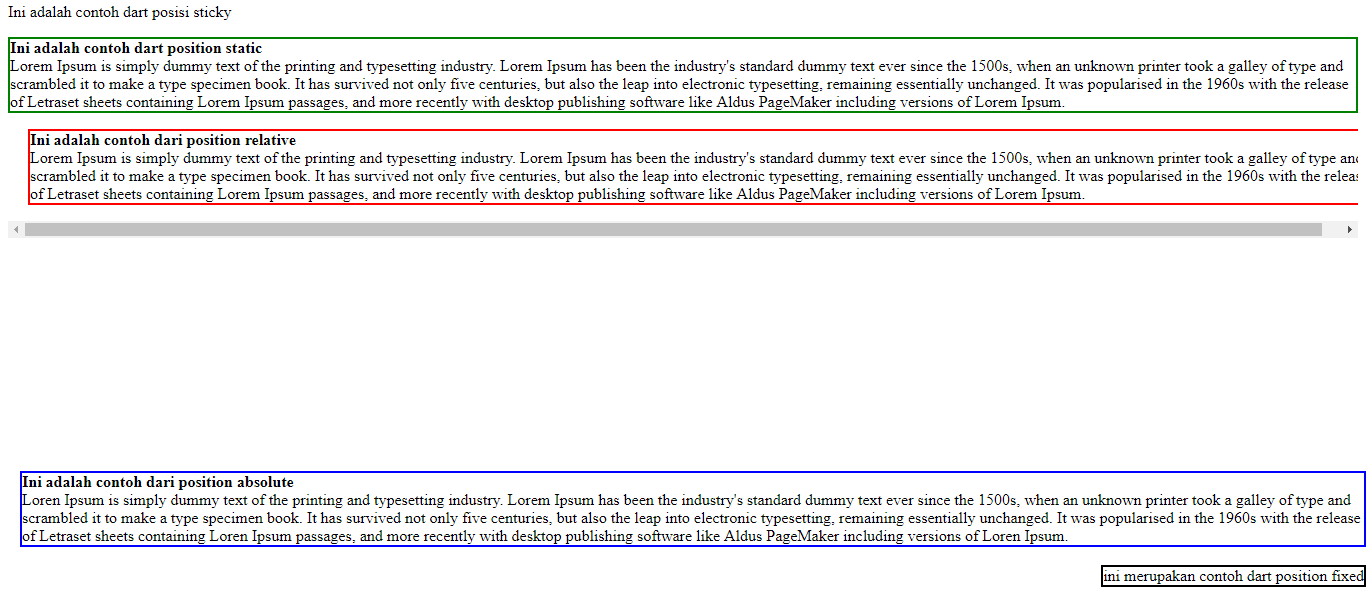 Ini adalah contoh dart posisi sticky
Ini adalah contoh dart position static
Lorem Ipsum is simply dummy text of the printing and typesetting industry. Lorem Ipsum has been the industry's standard dummy text ever since the 1500s, when an unknown printer took a galley of type and
scrambled it to make a type specimen book. It has survived not only five centuries, but also the leap into electronic typesetting, remaining essentially unchanged. It was popularised in the 1960s with the release
of Letraset sheets containing Lorem Ipsum passages, and more recently with desktop publishing software like Aldus PageMaker including versions of Lorem Ipsum.
Ini adalah contoh dari position relative
Lorem Ipsum is simply dummy text of the printing and typesetting industry. Lorem Ipsum has been the industry's standard dummy text ever since the 1500s, when an unknown printer took a galley of type an
scrambled it to make a type specimen book. It has survived not only five centuries, but also the leap into electronic typesetting, remaining essentially unchanged. It was popularised in the 1960s with the relea
of Letraset sheets containing Lorem Ipsum passages, and more recently with desktop publishing software like Aldus PageMaker including versions of Lorem Ipsum.
Ini adalah contoh dari position absolute
Loren Ipsum is simply dummy text of the printing and typesetting industry. Lorem Ipsum has been the industry's standard dummy text ever since the 1500s, when an unknown printer took a galley of type and
scrambled it to make a type specimen book. It has survived not only five centuries, but also the leap into electronic typesetting, remaining essentially unchanged. It was popularised in the 1960s with the release
of Letraset sheets containing Loren Ipsum passages, and more recently with desktop publishing software like Aldus PageMaker including versions of Loren Ipsum.
ini merupakan contoh dart position fixed